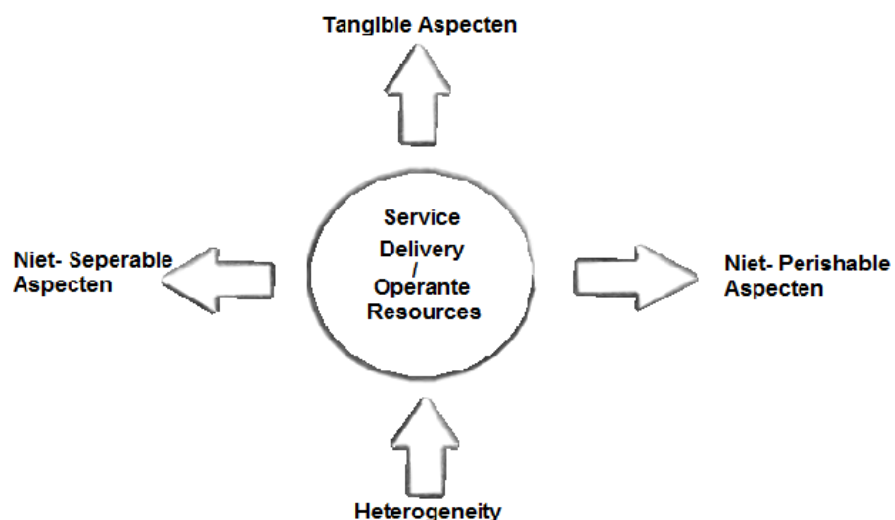 Tangible Aspecten
Service
Delivery
/
Operante
Resources
Niet- Seperable
Aspecten
Niet- Perishable
Aspecten
Heterogeneity